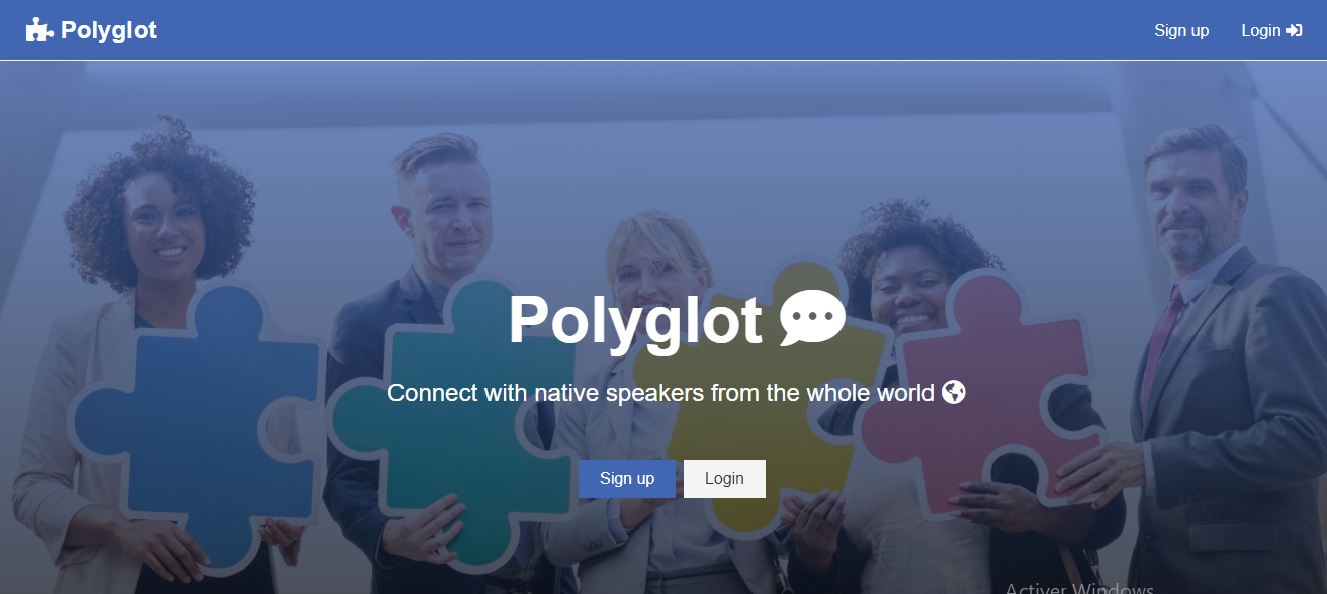 Polyglot
Sign up
Login
Polyglot
Connect with native speakers from the whole world
Sign up
Login
Activer Windows